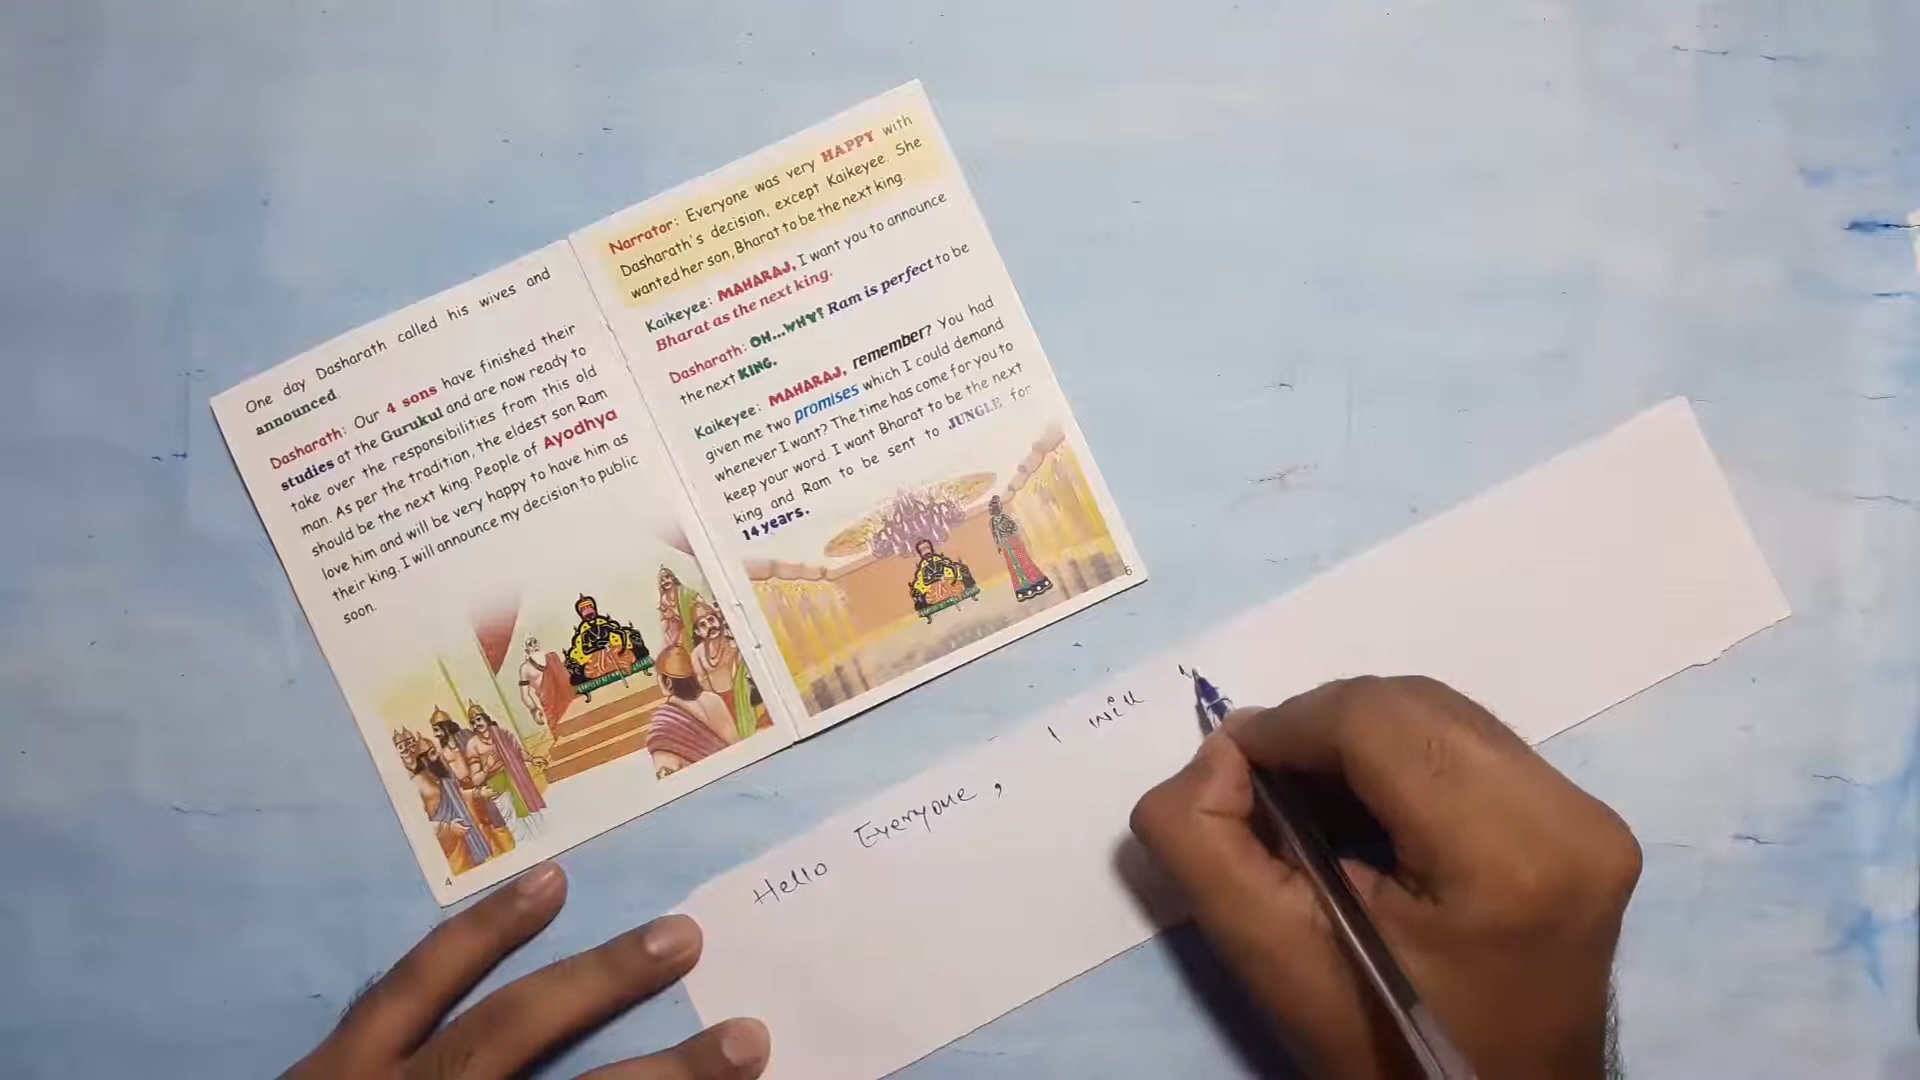 One day Dasharath called his wives and
announced.
Dasharath: Our 4 sons have finished their
studies at the Gurukul and are now ready to
take over the responsibilities from this old
man. As per the tradition, the eldest son Ram
should be the next king. People of Ayodhya
love him and will be very happy to have him as
their king. I will announce my decision to public
soon.
4
Narrator: Everyone was very HAPPY with
Dasharath's decision, except Kaikeyee. She
wanted her son, Bharat to be the next king.
Kaikeyee: MAHARAJ, I want you to announce
Bharat as the next king.
Dasharath: OH...WHY? Ram is perfect to be
the next KING.
Kaikeyee: MAHARAJ, remember? You had
given me two promises which I could demand
whenever I want? The time has come for you to
keep your word. I want Bharat to be the next
king and Ram to be sent to JUNGLE for
14 years.
5
Hello Everyone, I will